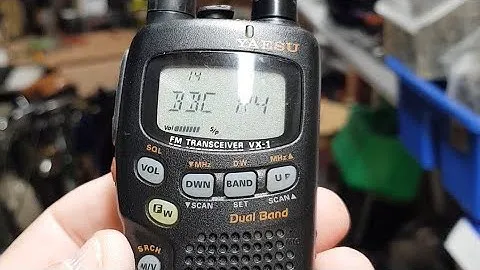 YAESU
14
BBC R4
Vol S/P
FM TRANSCEIVER VX-1
SQL ▼MHz DW MHz▲
VOL DWN BAND UP
▼SCAN SET SCAN▲
FW
Dual Band
SRCH
M/V